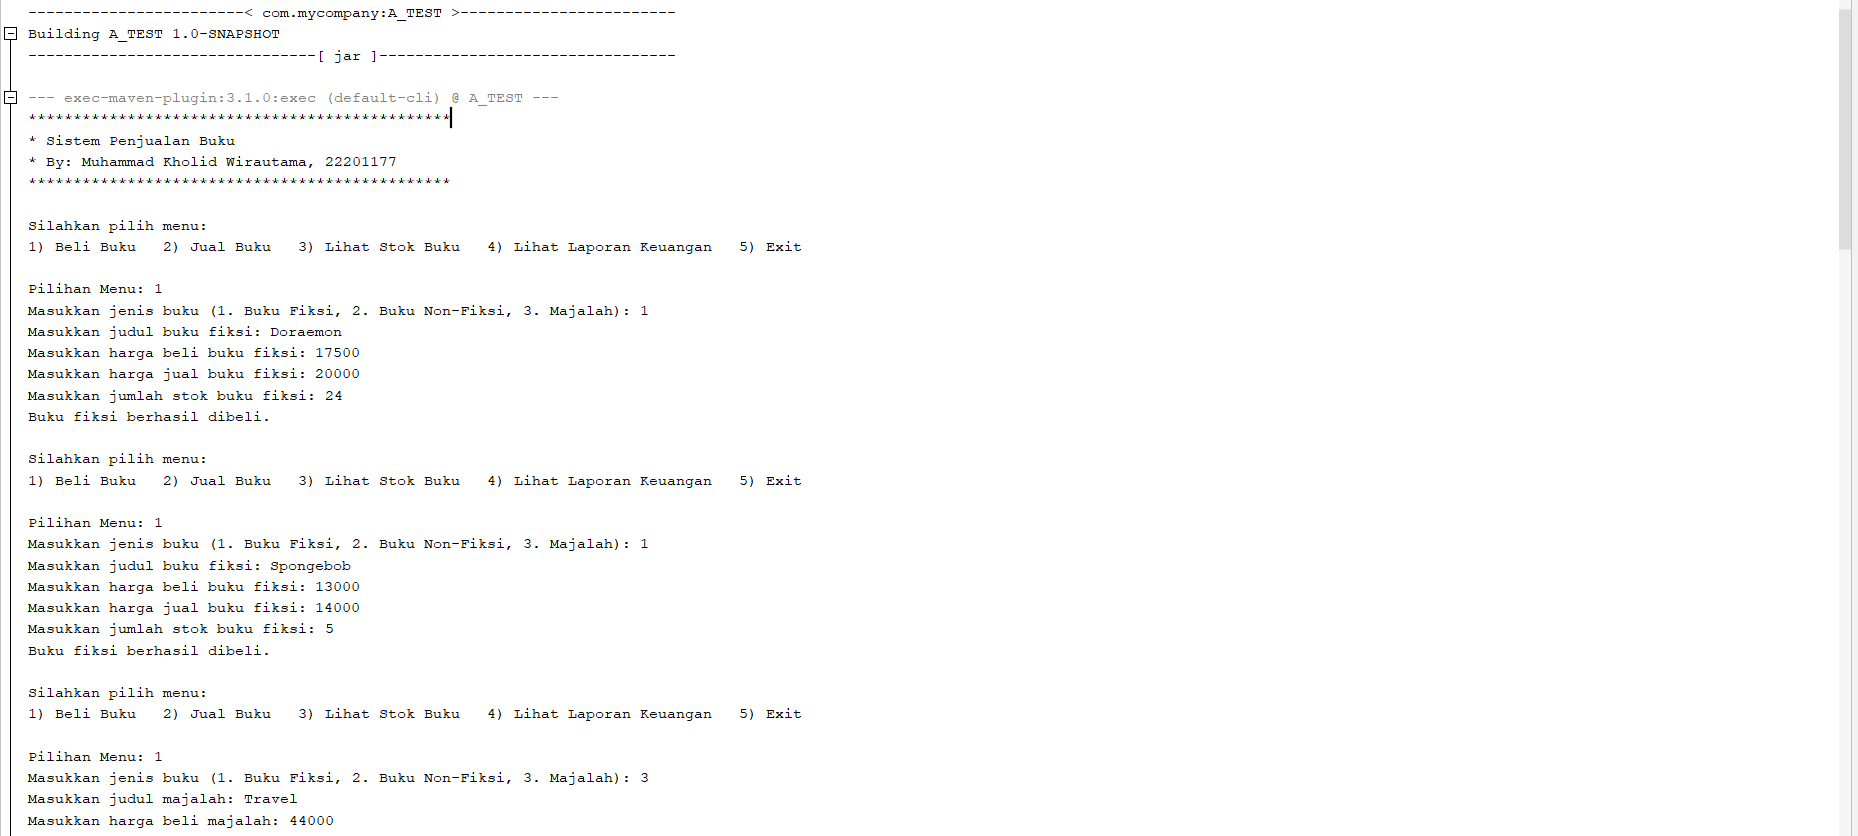 ------------------------< com.mycompany:A_TEST >------------------------
Building A_TEST 1.0-SNAPSHOT
--------------------------------[ jar ]---------------------------------
--- exec-maven-plugin:3.1.0:exec (default-cli) @ A_TEST ---
***********************************************
* Sistem Penjualan Buku
* By: Muhammad Kholid Wirautama, 22201177
***********************************************
Silahkan pilih menu:
1) Beli Buku   2) Jual Buku   3) Lihat Stok Buku   4) Lihat Laporan Keuangan   5) Exit
Pilihan Menu: 1
Masukkan jenis buku (1. Buku Fiksi, 2. Buku Non-Fiksi, 3. Majalah): 1
Masukkan judul buku fiksi: Doraemon
Masukkan harga beli buku fiksi: 17500
Masukkan harga jual buku fiksi: 20000
Masukkan jumlah stok buku fiksi: 24
Buku fiksi berhasil dibeli.
Silahkan pilih menu:
1) Beli Buku   2) Jual Buku   3) Lihat Stok Buku   4) Lihat Laporan Keuangan   5) Exit
Pilihan Menu: 1
Masukkan jenis buku (1. Buku Fiksi, 2. Buku Non-Fiksi, 3. Majalah): 1
Masukkan judul buku fiksi: Spongebob
Masukkan harga beli buku fiksi: 13000
Masukkan harga jual buku fiksi: 14000
Masukkan jumlah stok buku fiksi: 5
Buku fiksi berhasil dibeli.
Silahkan pilih menu:
1) Beli Buku   2) Jual Buku   3) Lihat Stok Buku   4) Lihat Laporan Keuangan   5) Exit
Pilihan Menu: 1
Masukkan jenis buku (1. Buku Fiksi, 2. Buku Non-Fiksi, 3. Majalah): 3
Masukkan judul majalah: Travel
Masukkan harga beli majalah: 44000